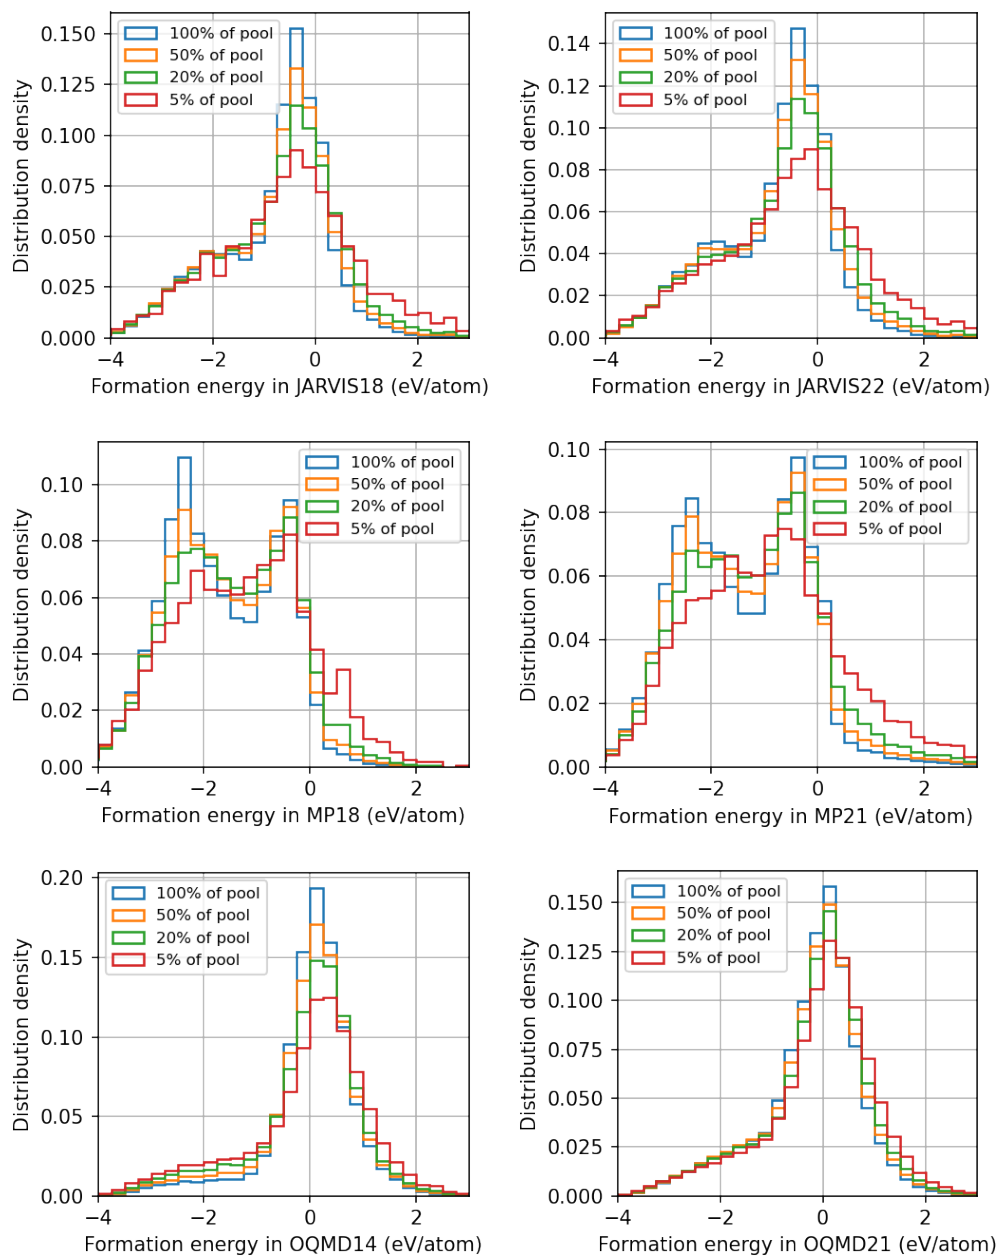 0.150
0.125
0.100
0.075
0.050
0.025
0.000
Distribution density
100% of pool
50% of pool
20% of pool
5% of pool
−4
−2
0
2
Formation energy in JARVIS18 (eV/atom)
0.14
0.12
0.10
0.08
0.06
0.04
0.02
0.00
Distribution density
100% of pool
50% of pool
20% of pool
5% of pool
−4
−2
0
2
Formation energy in JARVIS22 (eV/atom)
0.10
0.08
0.06
0.04
0.02
0.00
Distribution density
100% of pool
50% of pool
20% of pool
5% of pool
−4
−2
0
2
Formation energy in MP18 (eV/atom)
0.10
0.08
0.06
0.04
0.02
0.00
Distribution density
100% of pool
50% of pool
20% of pool
5% of pool
−4
−2
0
2
Formation energy in MP21 (eV/atom)
0.20
0.15
0.10
0.05
0.00
Distribution density
100% of pool
50% of pool
20% of pool
5% of pool
−4
−2
0
2
Formation energy in OQMD14 (eV/atom)
0.150
0.125
0.100
0.075
0.050
0.025
0.000
Distribution density
100% of pool
50% of pool
20% of pool
5% of pool
−4
−2
0
2
Formation energy in OQMD21 (eV/atom)